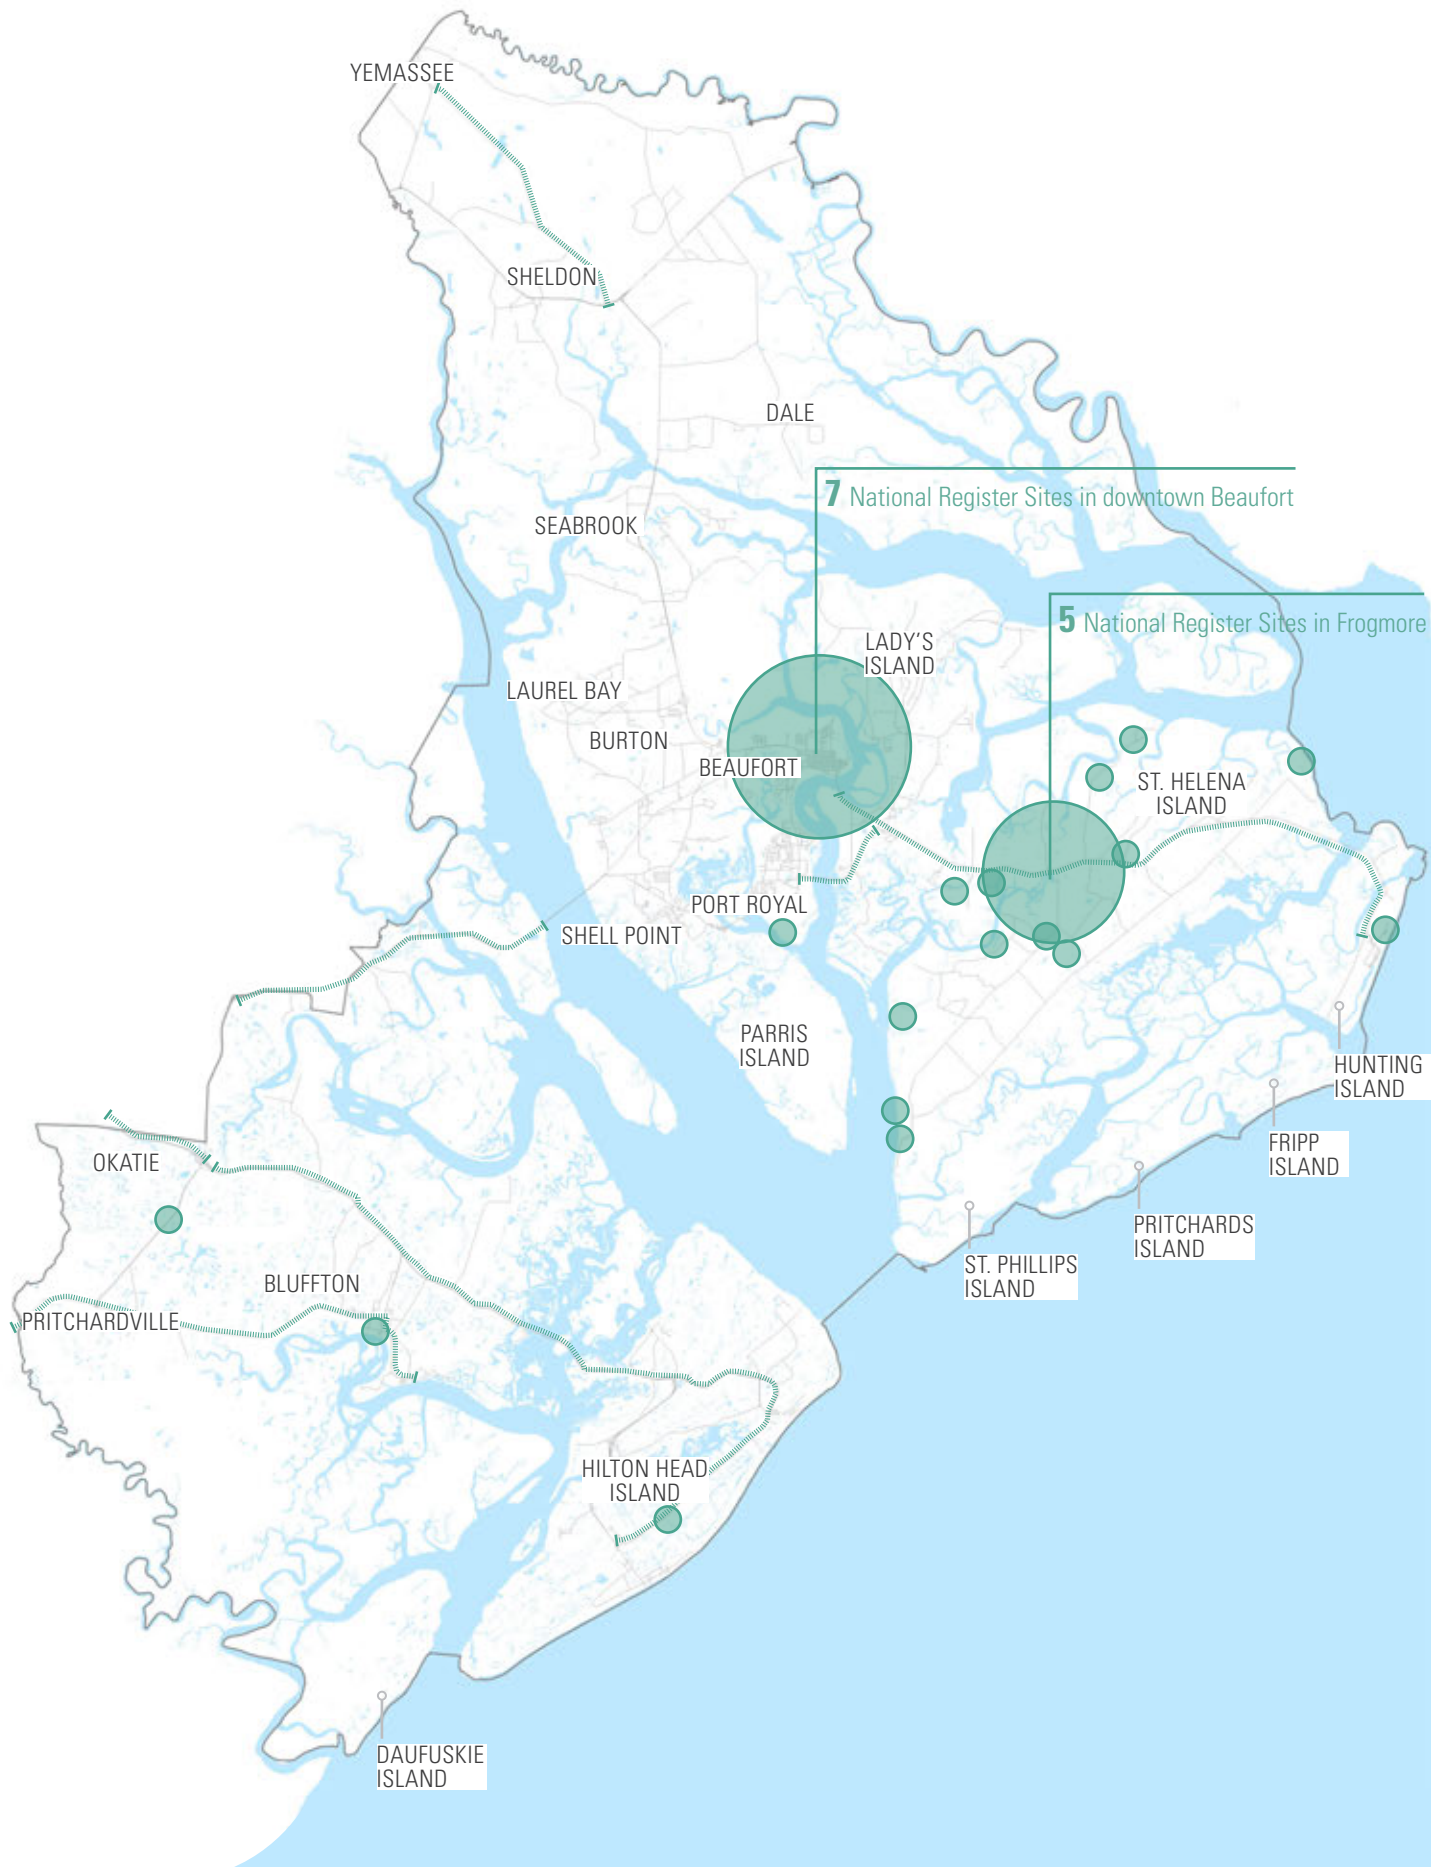 YEMASSEE
SHELDON
DALE
7 National Register Sites in downtown Beaufort
SEABROOK
5 National Register Sites in Frogmore
LADY'S
ISLAND
LAUREL BAY
BURTON
BEAUFORT
ST. HELENA
ISLAND
PORT ROYAL
SHELL POINT
PARRIS
ISLAND
HUNTING
ISLAND
FRIPP
ISLAND
OKATIE
PRITCHARDS
ISLAND
ST. PHILLIPS
ISLAND
BLUFFTON
PRITCHARDVILLE
HILTON HEAD
ISLAND
DAUFUSKIE
ISLAND